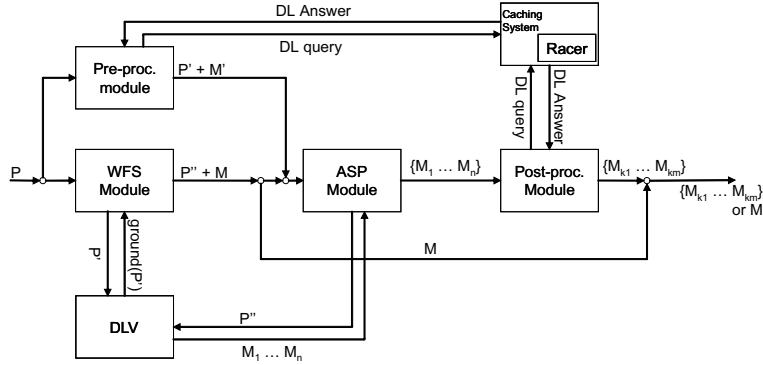 DL Answer
Caching
System
Racer
DL query
Pre-proc.
module
P' + M'
DL query
DL Answer
P
WFS
Module
P'' + M
ASP
Module
{M1 … Mn}
Post-proc.
Module
{Mk1 … Mkm}
{Mk1 … Mkm}
or M
P'
ground(P')
M
DLV
P''
M1 … Mn